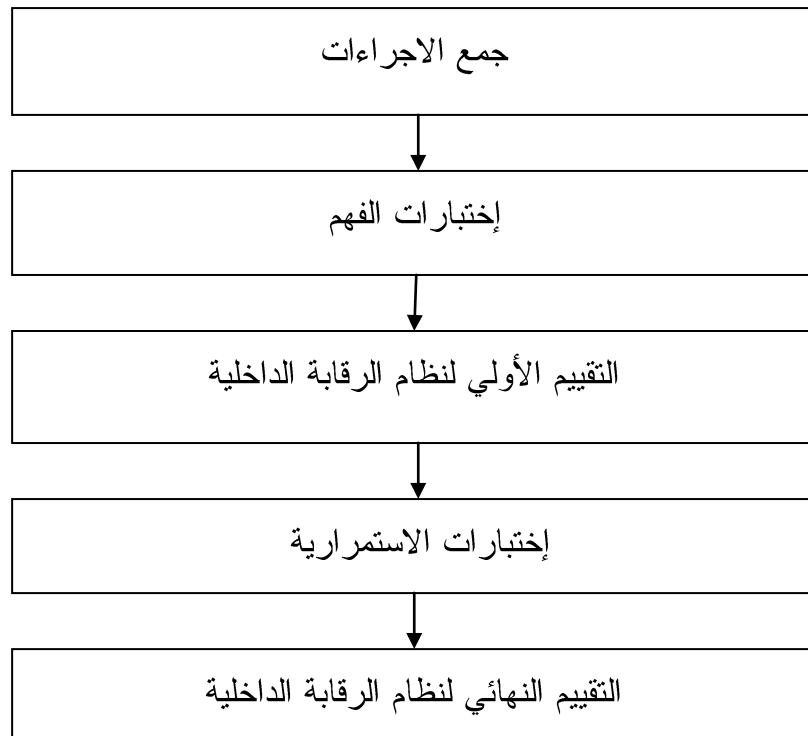 جمع الاجراءات
إختبارات الفهم
التقييم الأولي لنظام الرقابة الداخلية
إختبارات الاستمرارية
التقييم النهائي لنظام الرقابة الداخلية